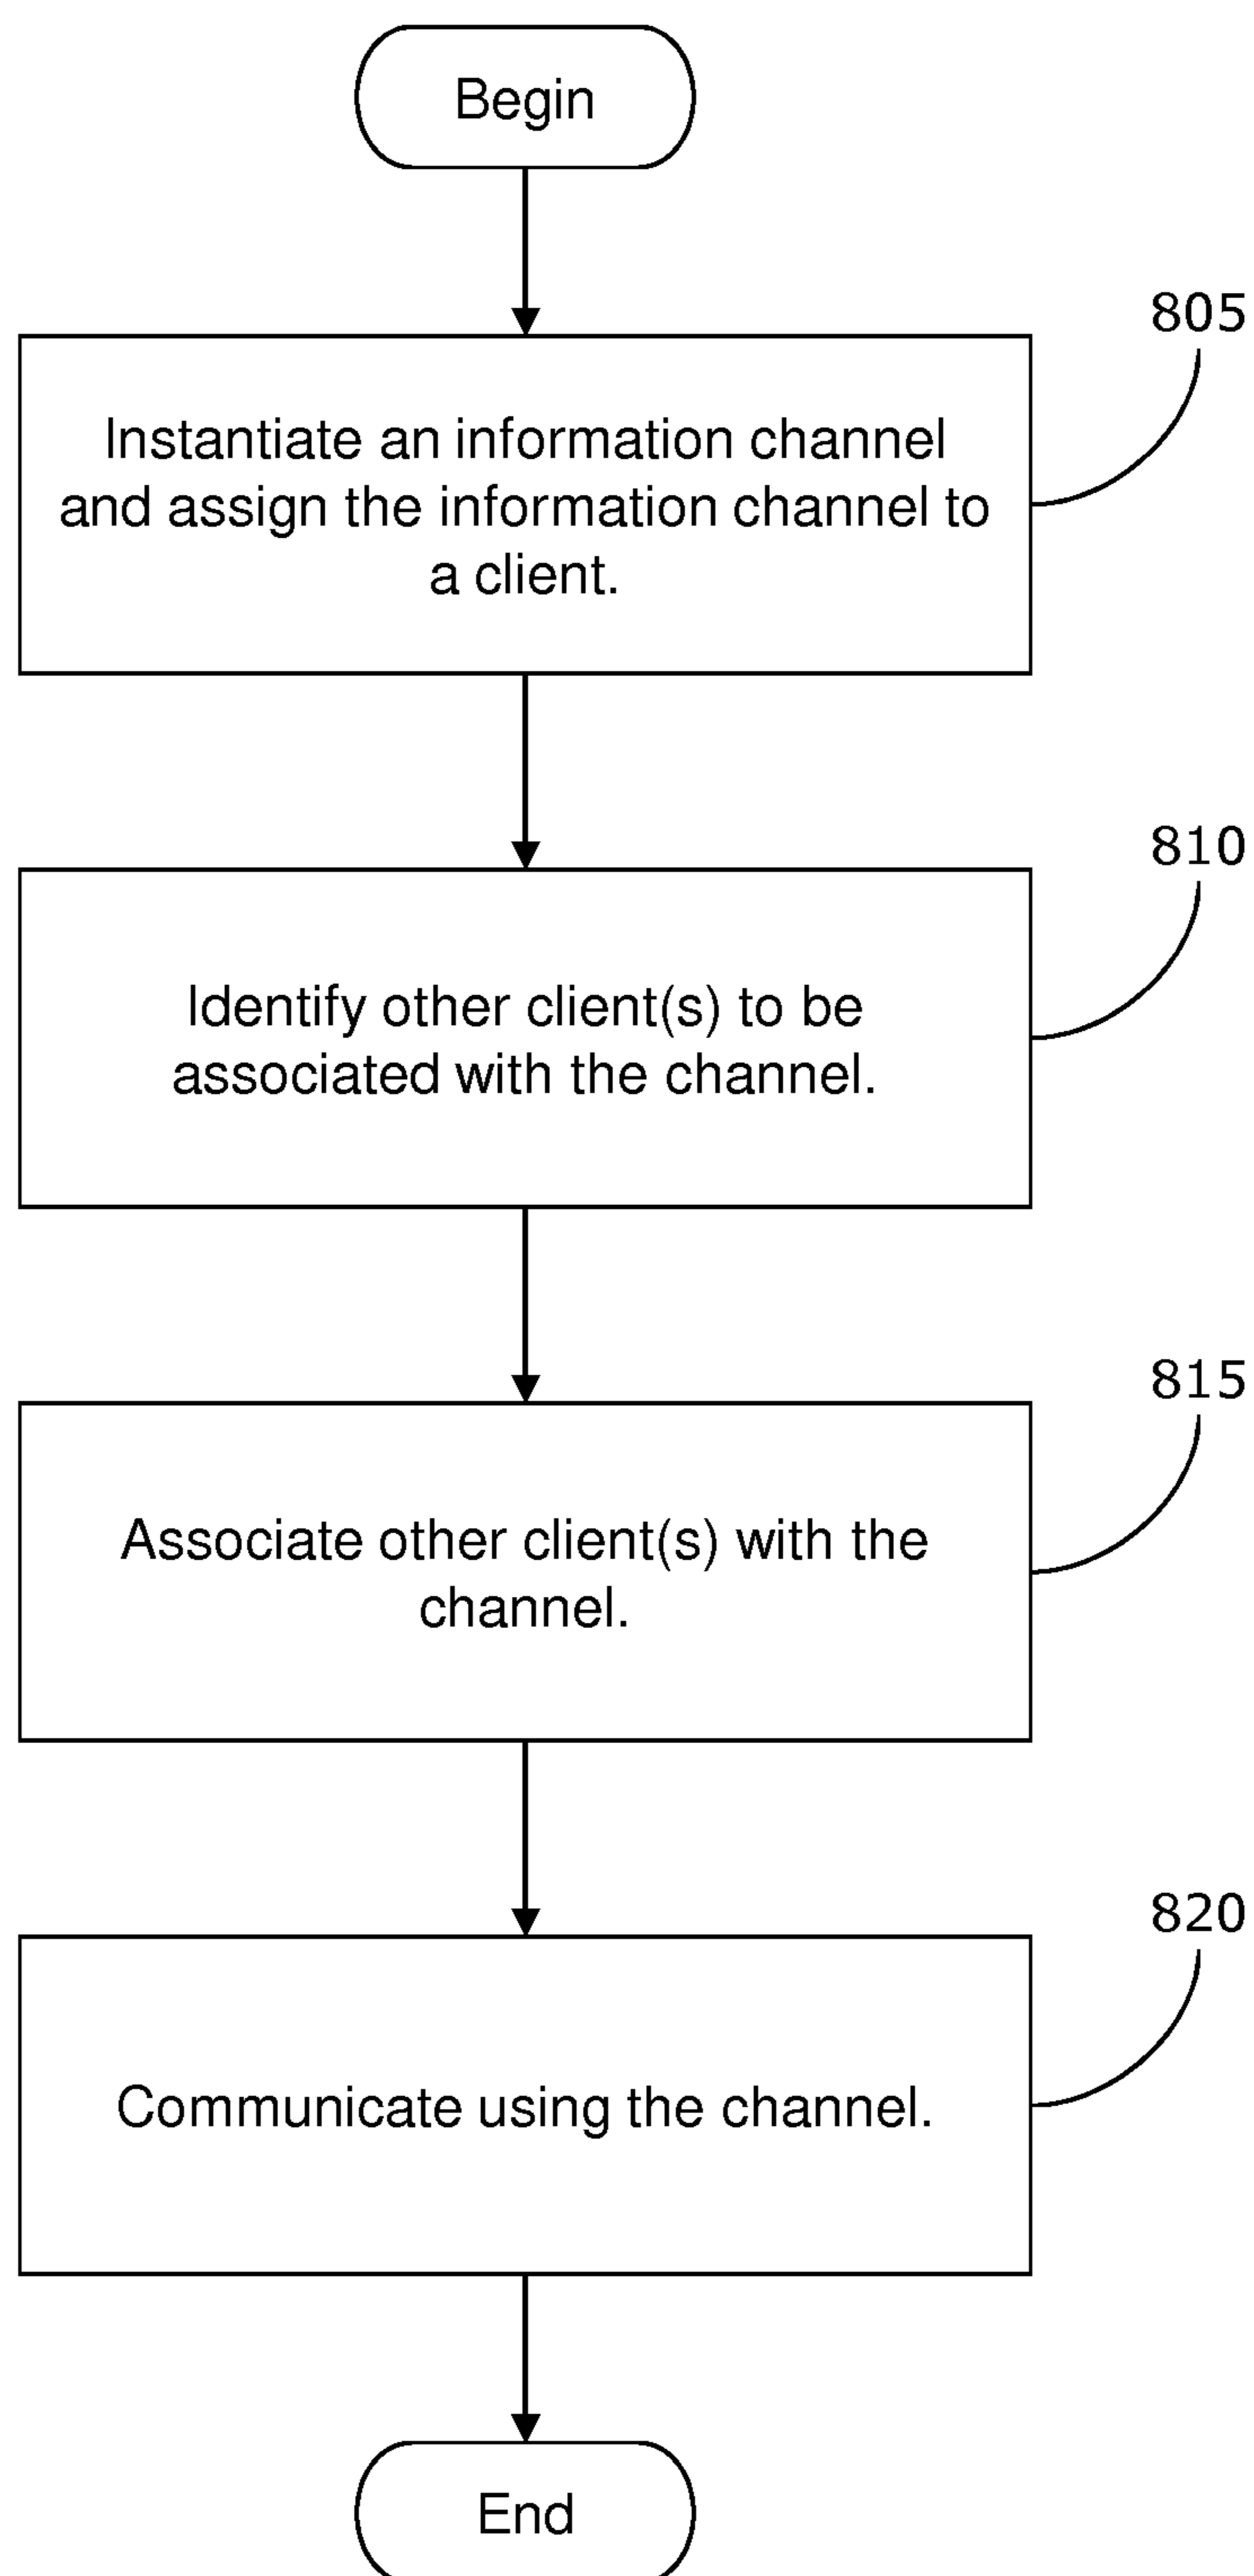 Begin
805
Instantiate an information channel
and assign the information channel to
a client.
810
Identify other client(s) to be
associated with the channel.
815
Associate other client(s) with the
channel.
820
Communicate using the channel.
End